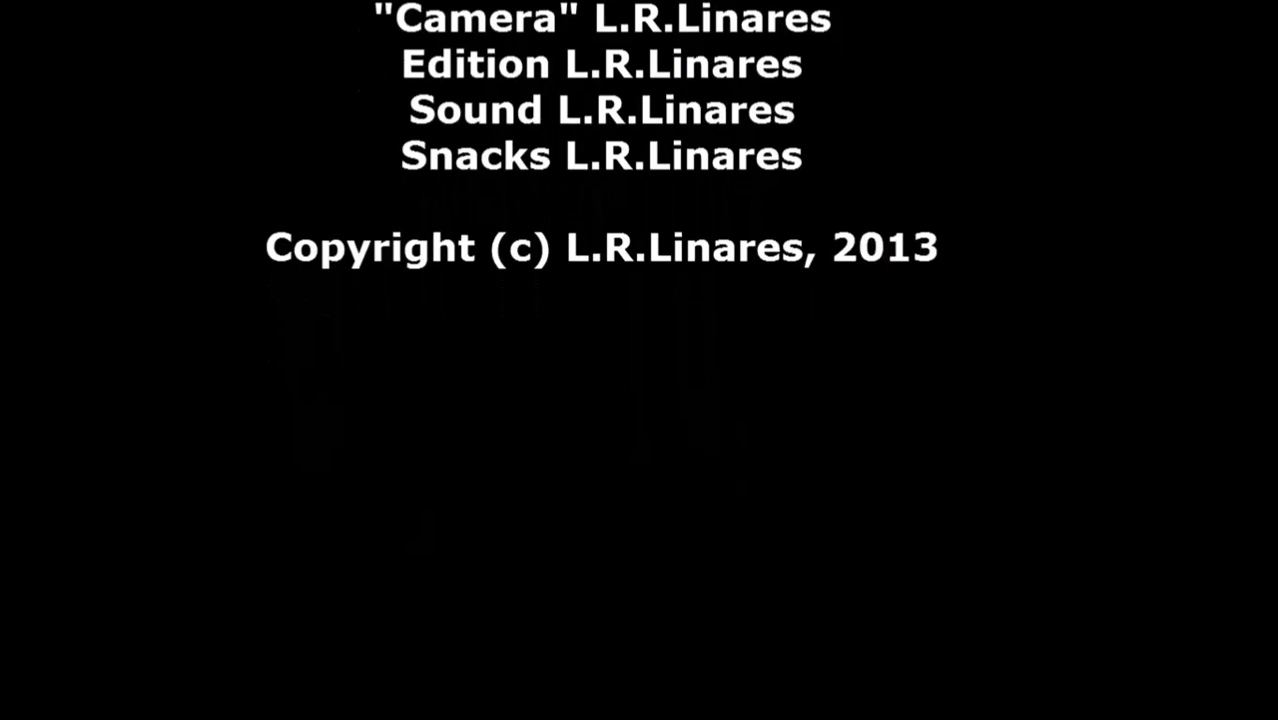 "Camera" L.R.Linares
Edition L.R.Linares
Sound L.R.Linares
Snacks L.R.Linares
Copyright (c) L.R.Linares, 2013